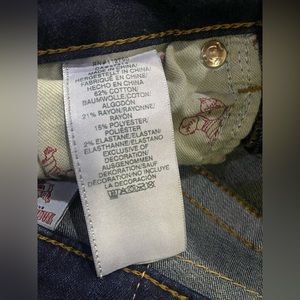 MADE IN CHINA
HERGESTELLT IN CHINA
FABRIQUÉ EN CHINE
HECHO EN CHINA
62% COTTON/
BAUMWOLLE/COTON/
ALGODÓN
21% RAYON/RAYONNE/
RAYÓN
15% POLYESTER/
POLIÉSTER
2% ELASTANE/ELASTAN/
ELASTHANNE/ELASTANO
EXCLUSIVE OF
DECORATION/
AUSGENOMMEN
DEKORATION/SAUF
DÉCORATION/NO INCLUYE
LA DECORACIÓN